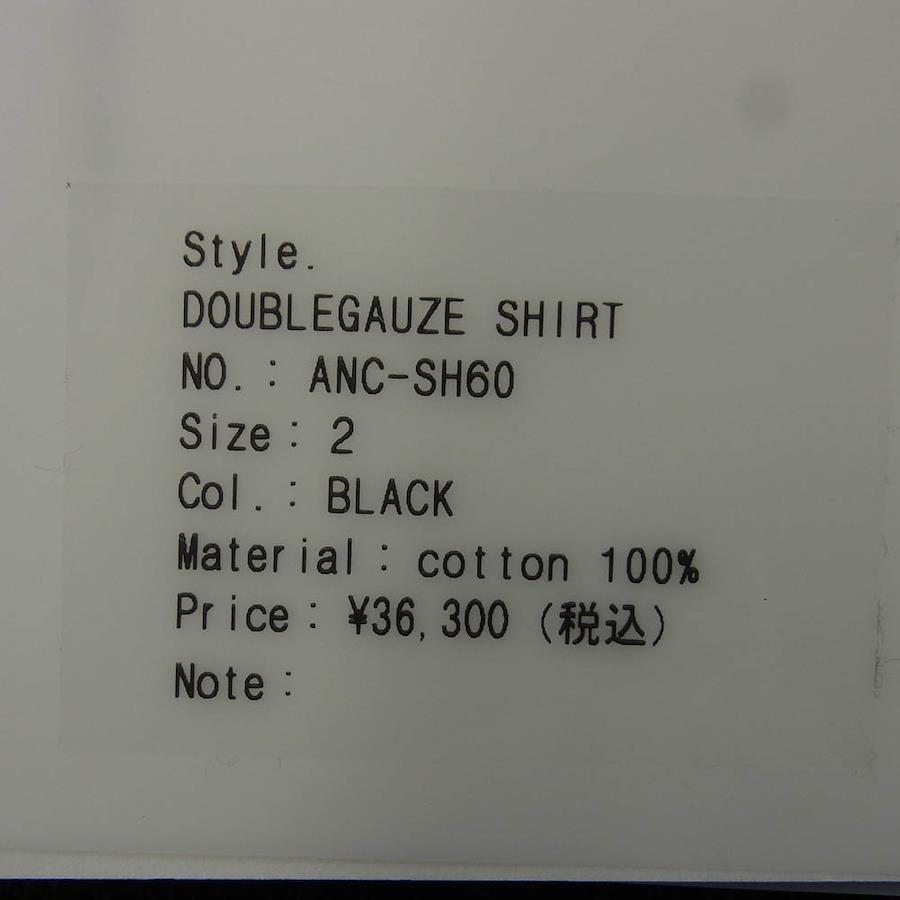 Style.
DOUBLEGAUZE SHIRT
NO.: ANC-SH60
Size: 2
Col.: BLACK
Material: cotton 100%
Price: ¥36,300 (税込)
Note: